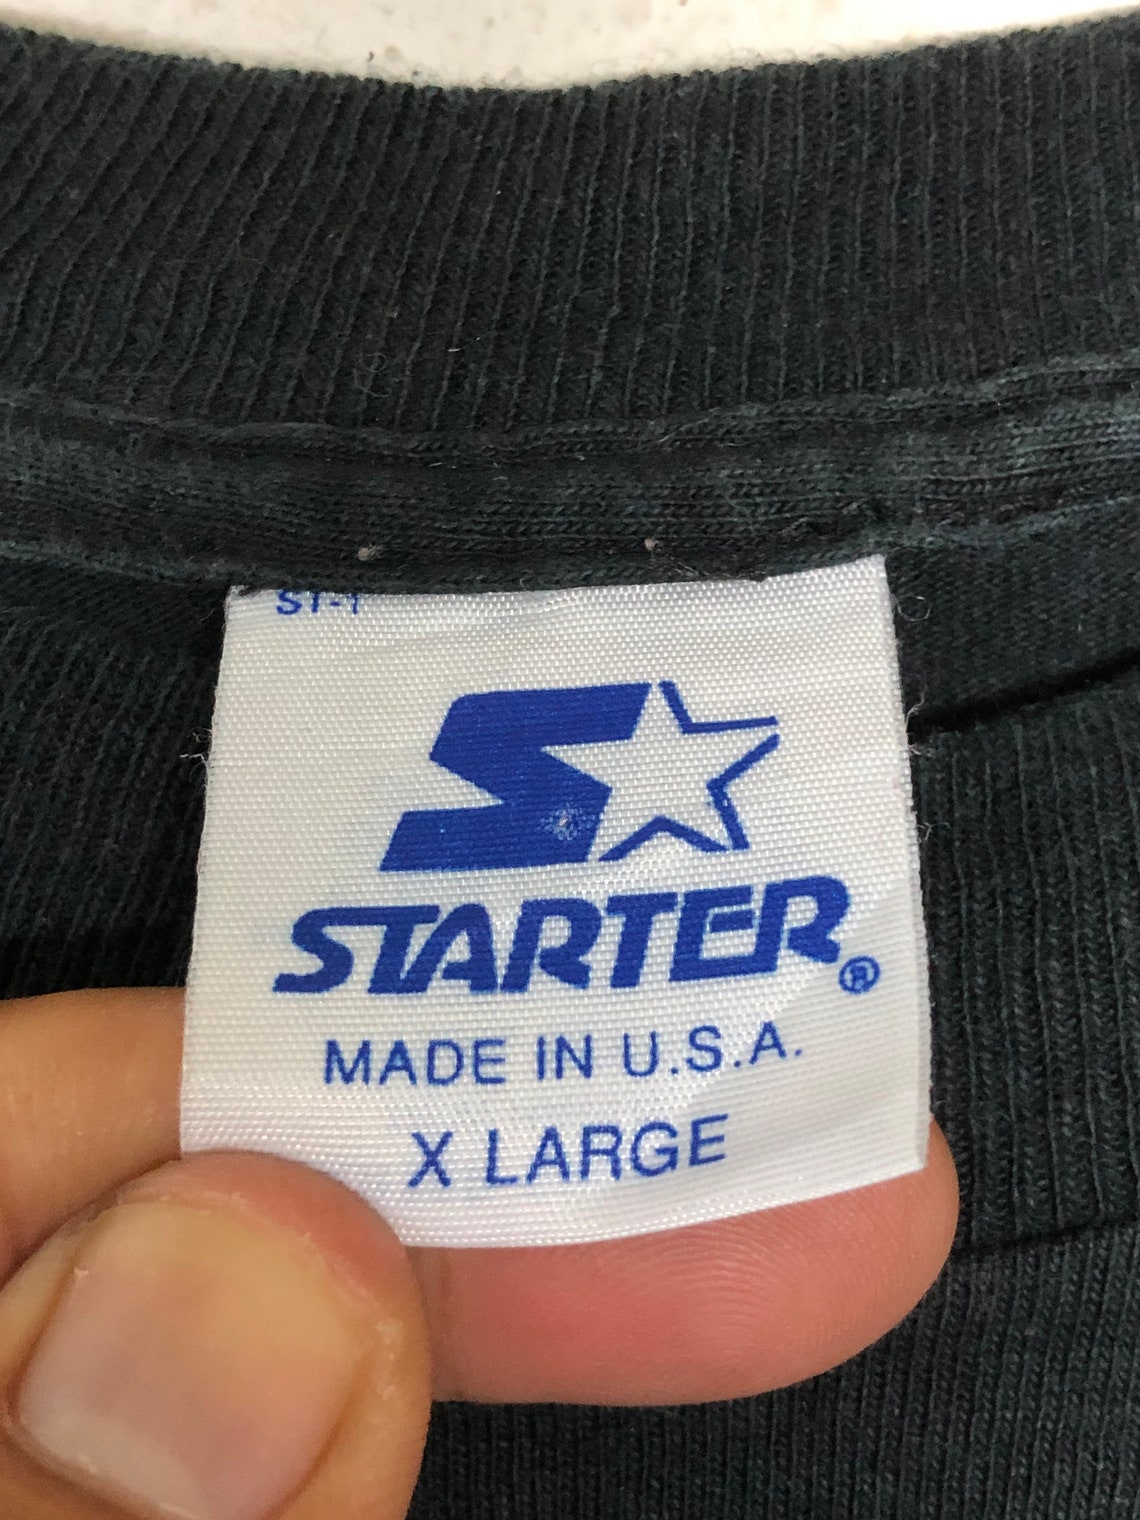 ST-1
STARTER®
MADE IN U.S.A.
X LARGE